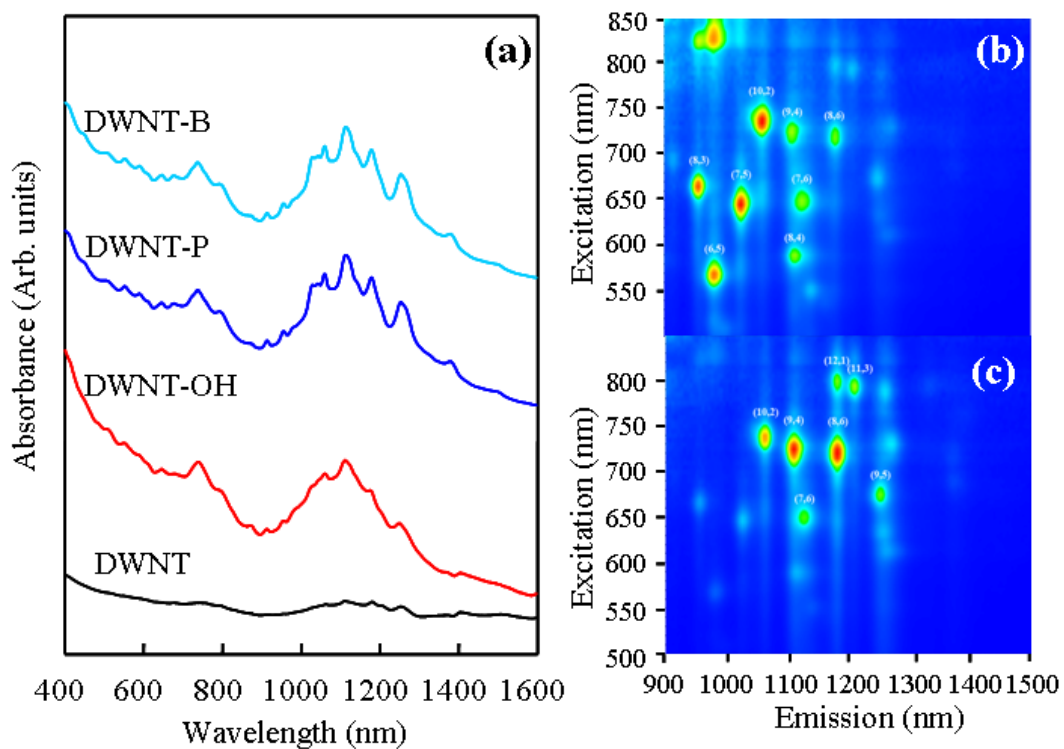 (a)
DWNT-B
DWNT-P
DWNT-OH
DWNT
Absorbance (Arb. units)
400 600 800 1000 1200 1400 1600
Wavelength (nm)
(b)
850
800
750
700
650
600
550
Excitation (nm)
(10,2)
(9,4)
(8,6)
(8,3)
(7,5)
(7,6)
(8,4)
(6,5)
(c)
800
750
700
650
600
550
500
Excitation (nm)
(12,1)
(11,3)
(10,2)
(9,4)
(8,6)
(9,5)
(7,6)
900 1000 1100 1200 1300 1400 1500
Emission (nm)